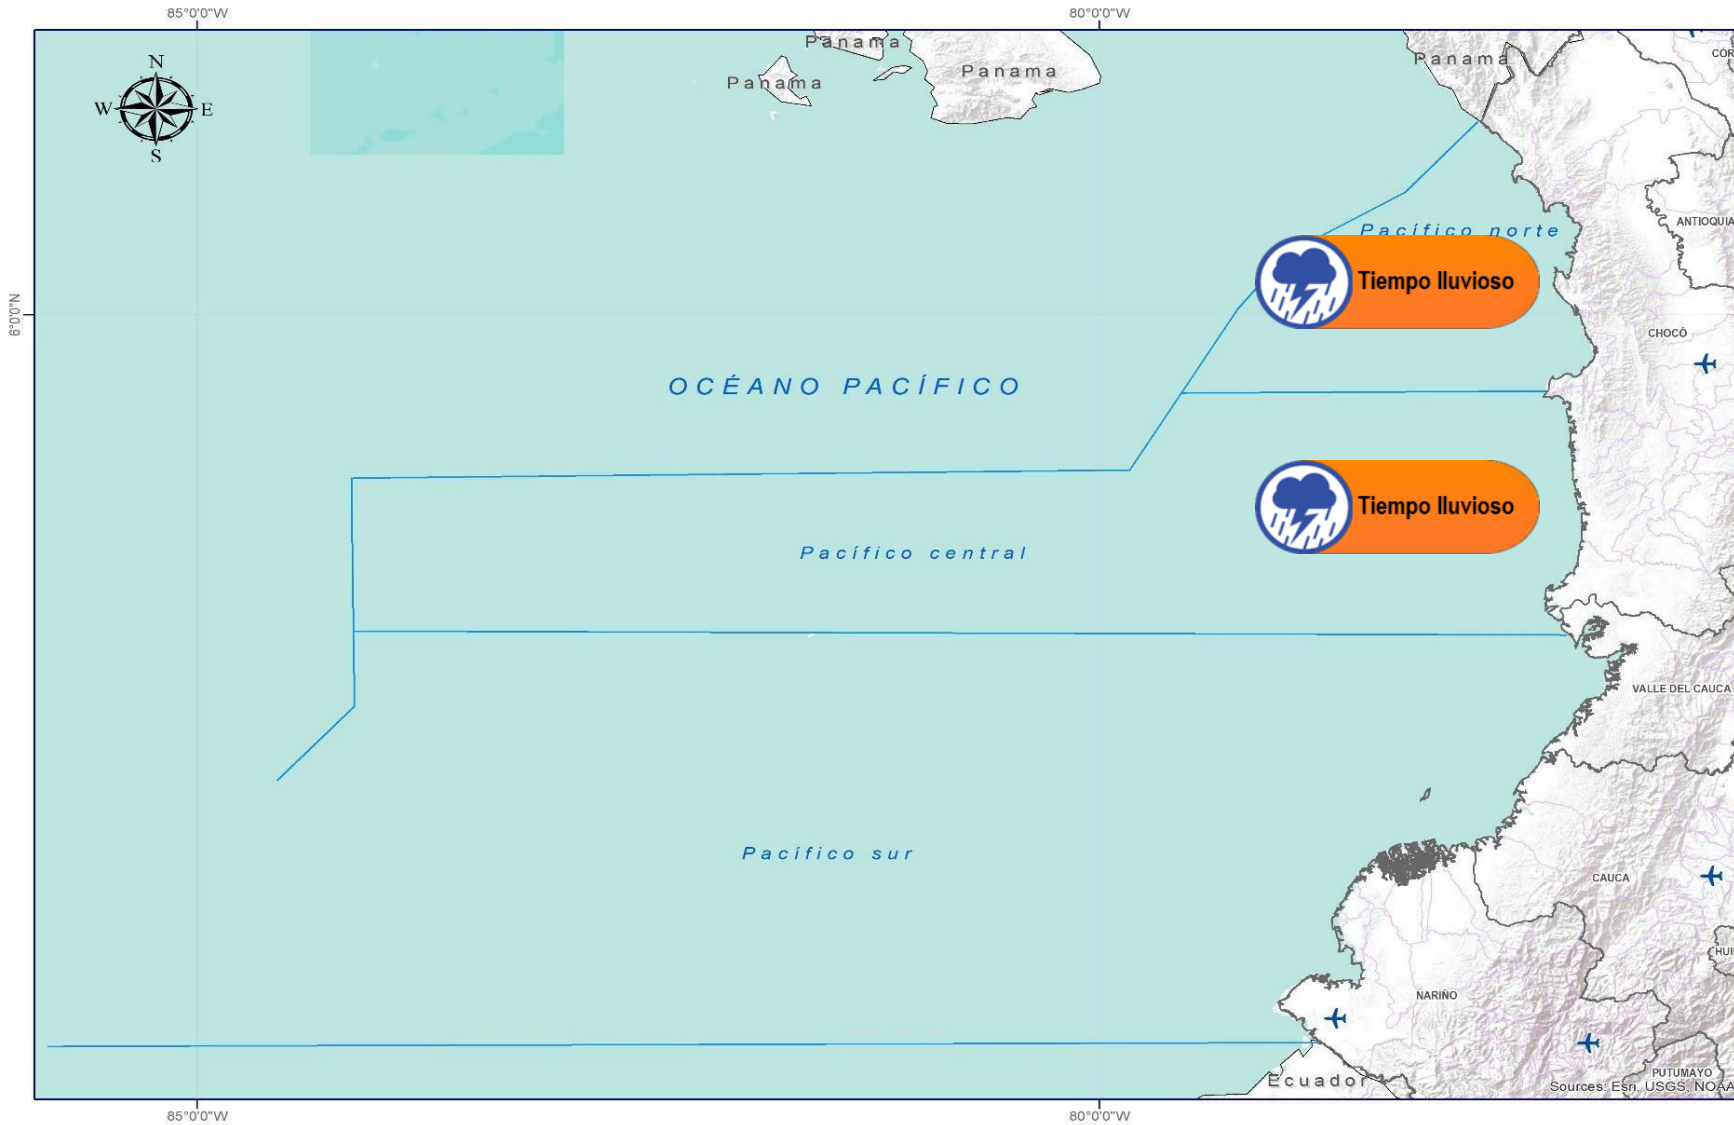 85°0'0"W
80°0'0"W
Panama
Panama
Panama
Panama
N
W E
S
COR
ANTIOQUIA
Pacífico norte
Tiempo lluvioso
6°0'0"N
CHOCÓ
OCÉANO PACÍFICO
Tiempo lluvioso
Pacífico central
VALLE DEL CAUCA
Pacífico sur
CAUCA
HUI
NARIÑO
PUTUMAYO
Ecuador
Sources: Esri, USGS, NOAA
85°0'0"W
80°0'0"W